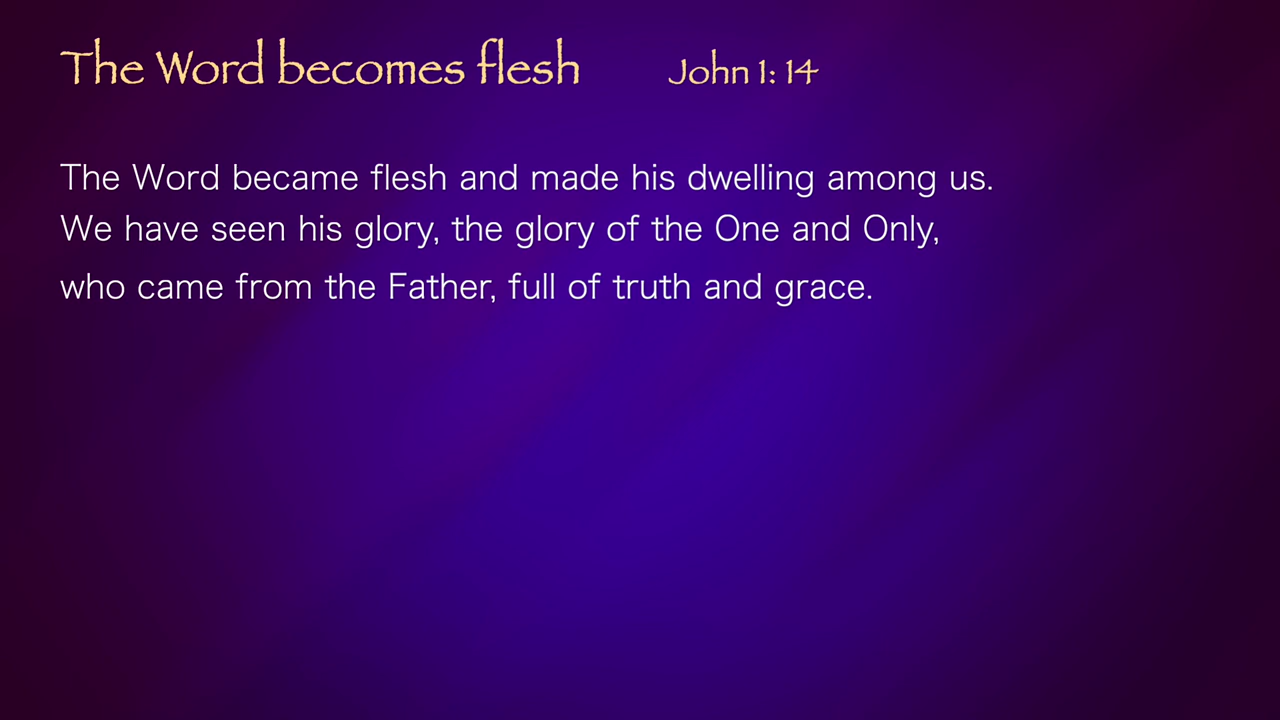 The Word becomes flesh John 1: 14
The Word became flesh and made his dwelling among us.
We have seen his glory, the glory of the One and Only,
who came from the Father, full of truth and grace.